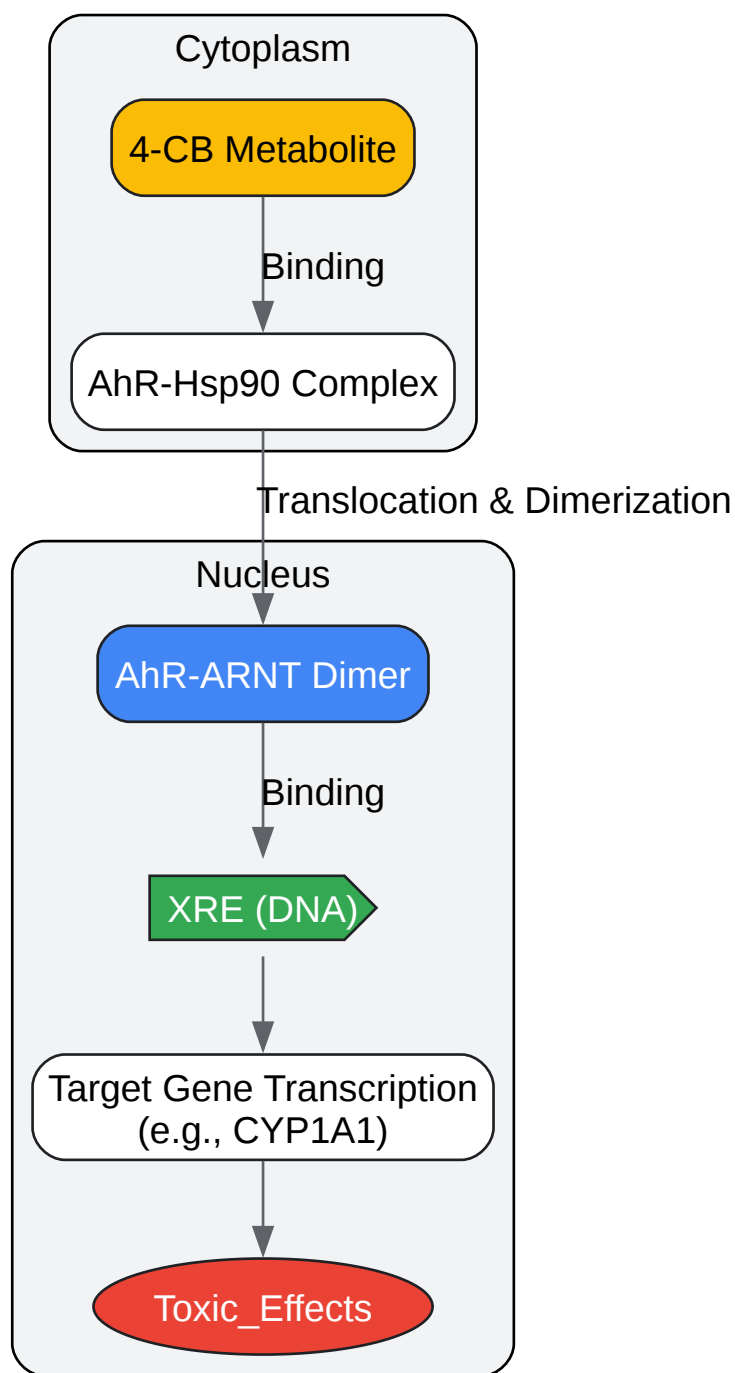 Cytoplasm
4-CB Metabolite
Binding
AhR-Hsp90 Complex
Translocation & Dimerization
Nucleus
AhR-ARNT Dimer
Binding
XRE (DNA)
Target Gene Transcription
(e.g., CYP1A1)
Toxic_Effects